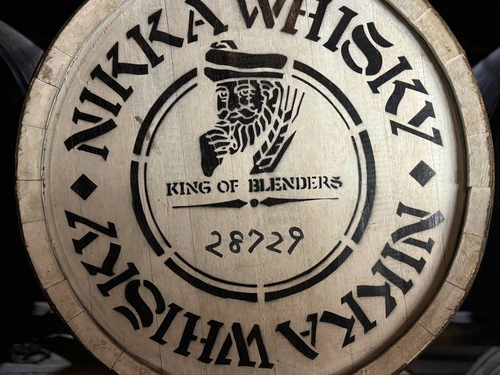 NIKKA WHISKY
KING OF BLENDERS
28729
NIKKA WHISKY